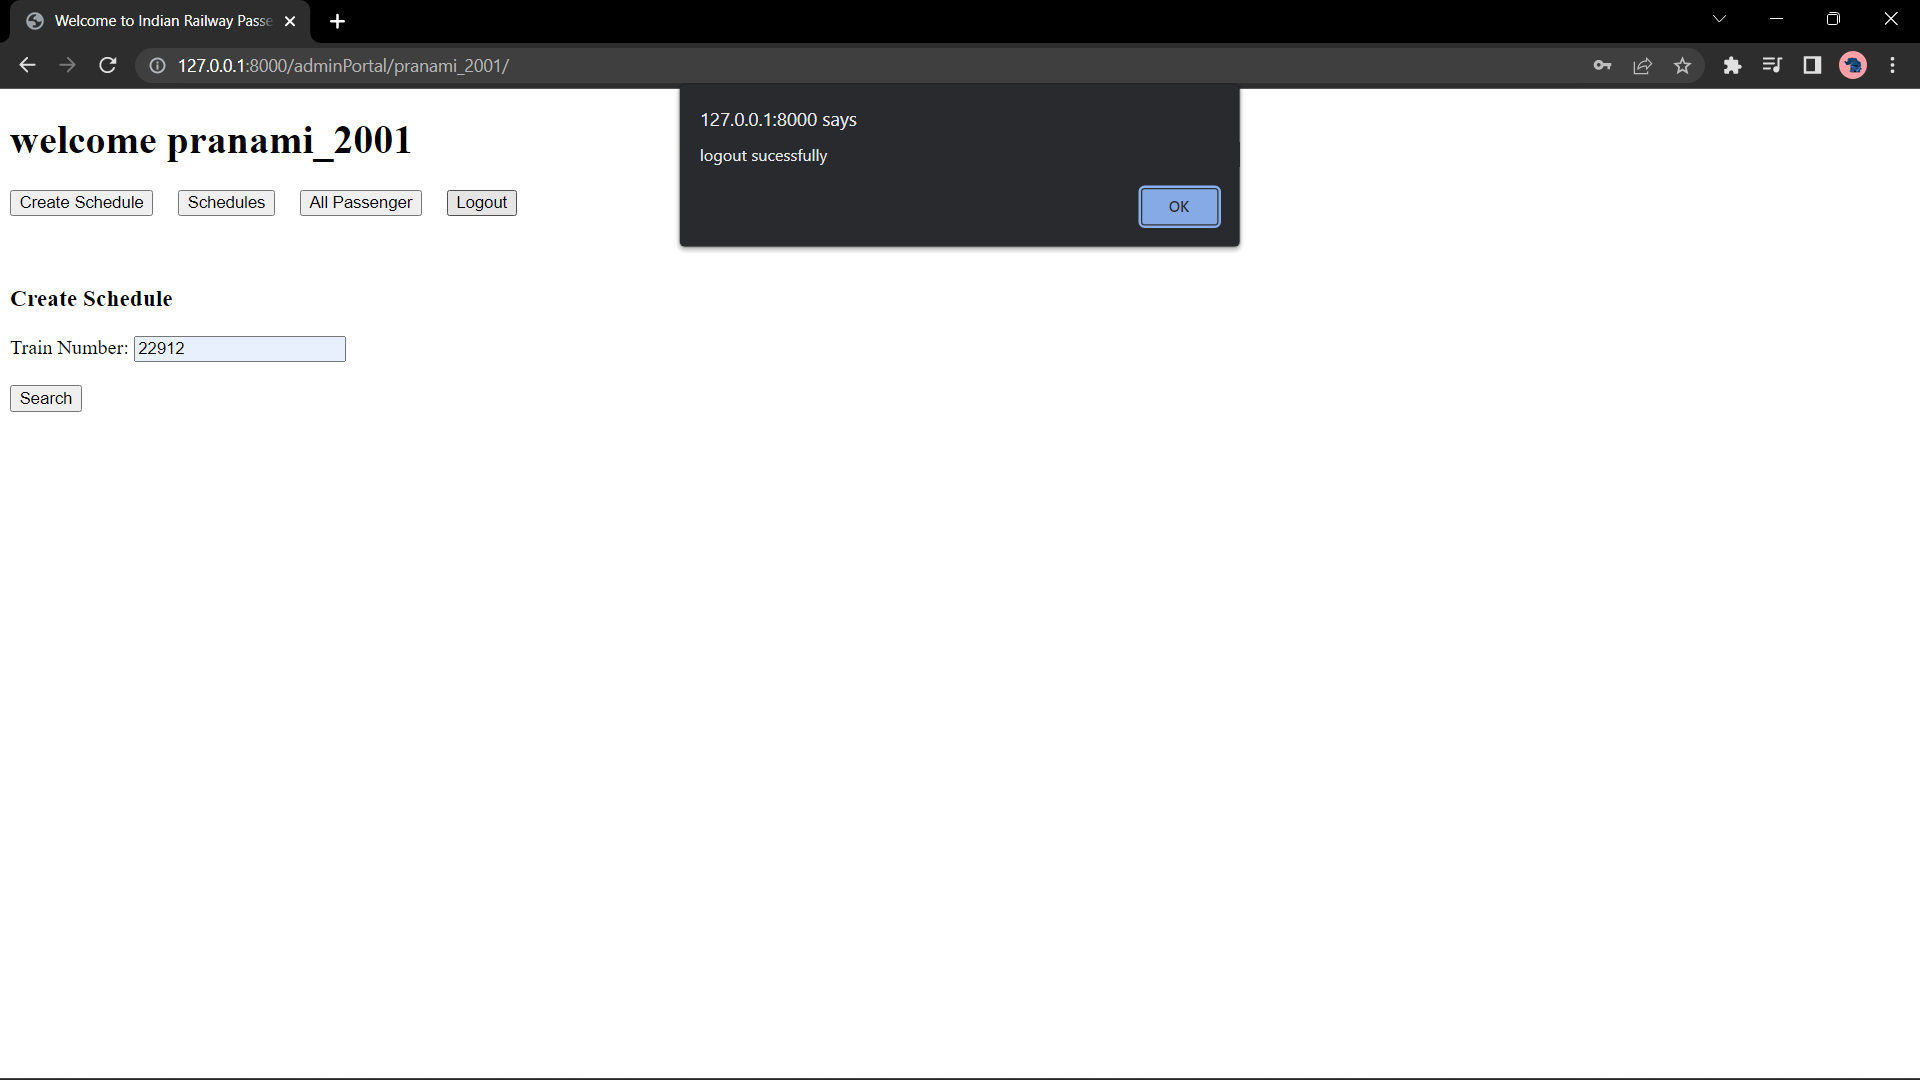 Welcome to Indian Railway Passe
127.0.0.1:8000/adminPortal/pranami_2001/
127.0.0.1:8000 says
logout sucessfully
OK
welcome pranami_2001
Create Schedule Schedules All Passenger Logout
Create Schedule
Train Number: 22912
Search